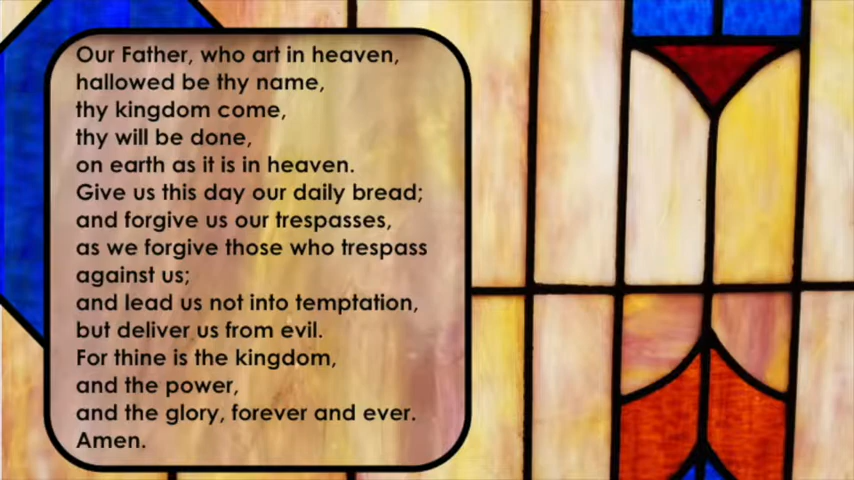 Our Father, who art in heaven,
hallowed be thy name,
thy kingdom come,
thy will be done,
on earth as it is in heaven.
Give us this day our daily bread;
and forgive us our trespasses,
as we forgive those who trespass
against us;
and lead us not into temptation,
but deliver us from evil.
For thine is the kingdom,
and the power,
and the glory, forever and ever.
Amen.